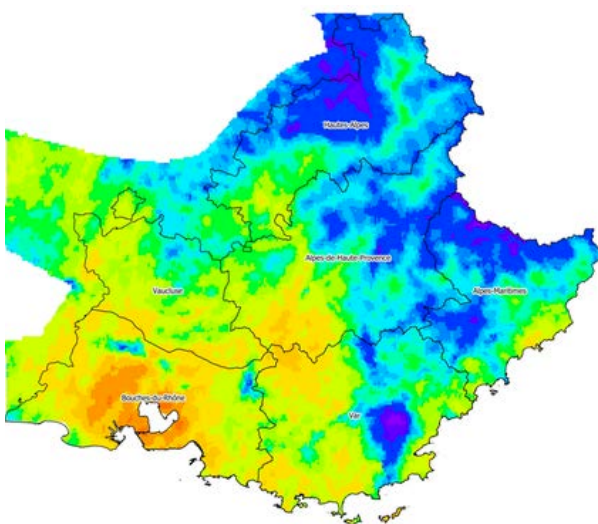 Hautes-Alpes
Alpes-de-Haute-Provence
Vaucluse
Alpes-Maritimes
Bouches-du-Rhône
Var